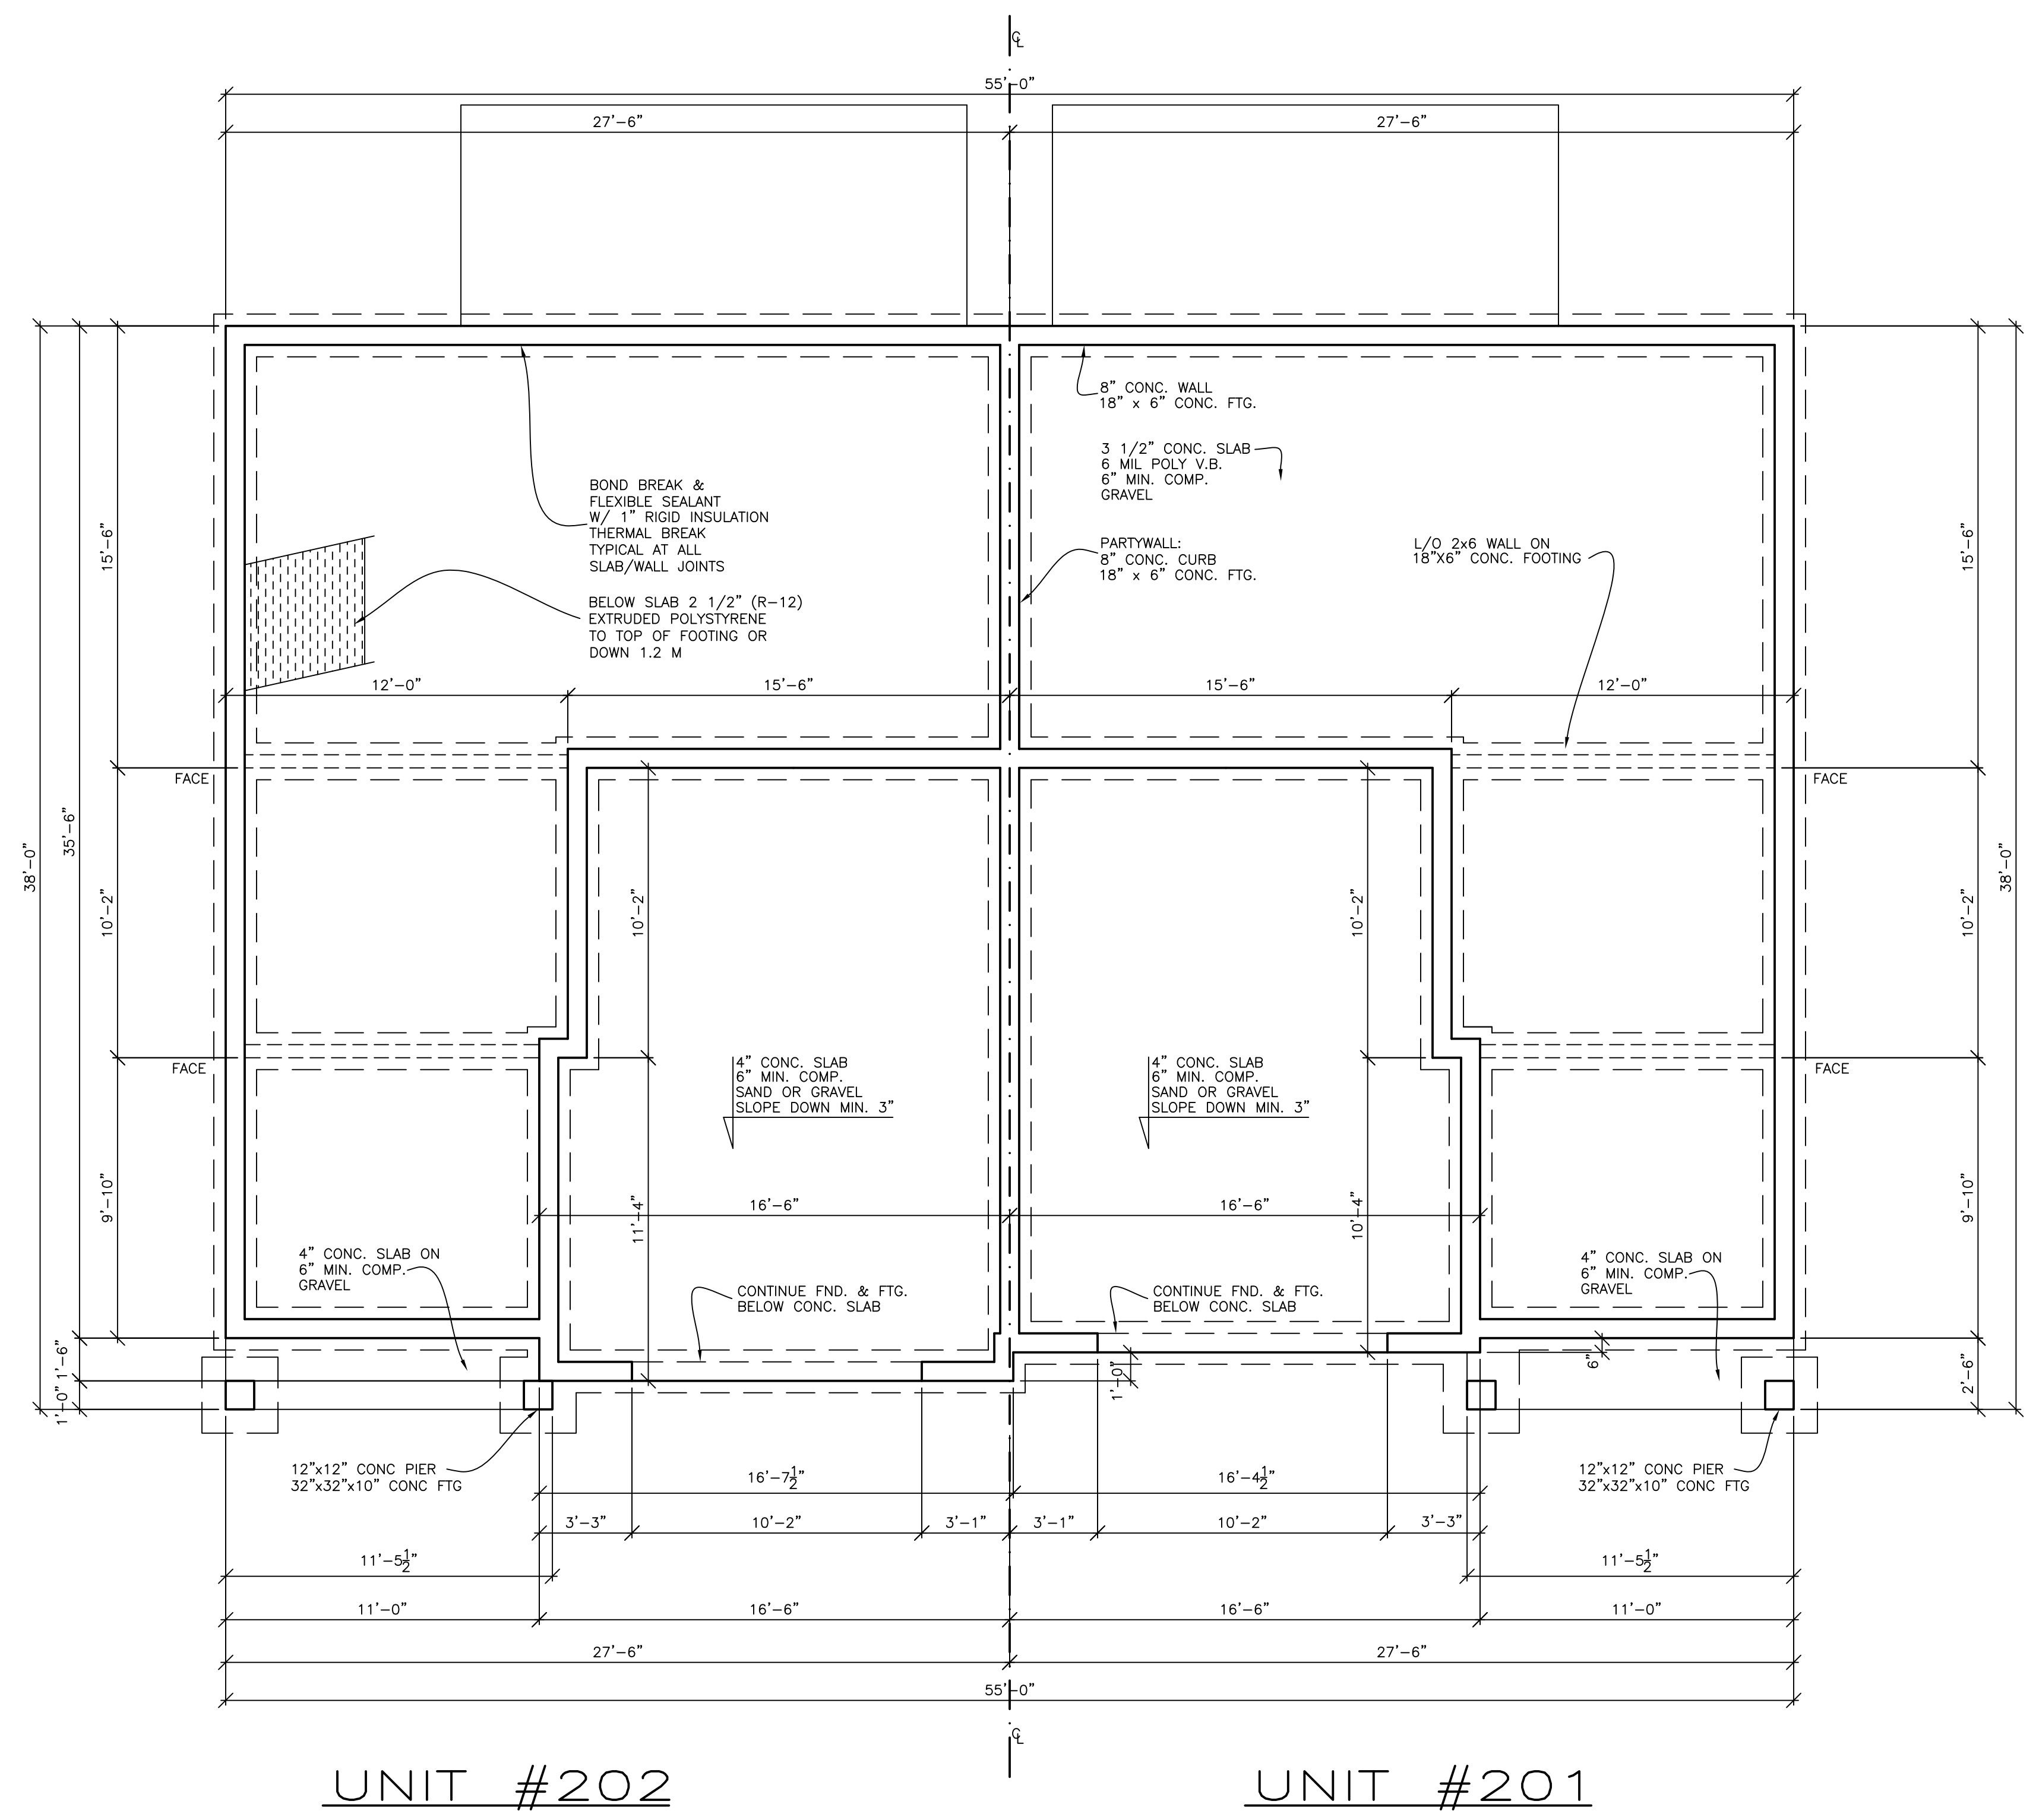 CL
55'-0"
27'-6"
27'-6"
8" CONC. WALL
18" x 6" CONC. FTG.
3 1/2" CONC. SLAB
6 MIL POLY V.B.
6" MIN. COMP.
GRAVEL
BOND BREAK &
FLEXIBLE SEALANT
W/ 1" RIGID INSULATION
THERMAL BREAK
TYPICAL AT ALL
SLAB/WALL JOINTS
PARTYWALL:
8" CONC. CURB
18" x 6" CONC. FTG.
L/O 2x6 WALL ON
18"X6" CONC. FOOTING
15'-6"
15'-6"
BELOW SLAB 2 1/2" (R-12)
EXTRUDED POLYSTYRENE
TO TOP OF FOOTING OR
DOWN 1.2 M
12'-0"
15'-6"
15'-6"
12'-0"
FACE
FACE
35'-6"
38'-0"
38'-0"
10'-2"
10'-2"
10'-2"
10'-2"
FACE
FACE
4" CONC. SLAB
6" MIN. COMP.
SAND OR GRAVEL
SLOPE DOWN MIN. 3"
4" CONC. SLAB
6" MIN. COMP.
SAND OR GRAVEL
SLOPE DOWN MIN. 3"
9'-10"
11'-4"
16'-6"
16'-6"
10'-4"
9'-10"
4" CONC. SLAB ON
6" MIN. COMP.
GRAVEL
CONTINUE FND. & FTG.
BELOW CONC. SLAB
CONTINUE FND. & FTG.
BELOW CONC. SLAB
4" CONC. SLAB ON
6" MIN. COMP.
GRAVEL
1'-6"
1'-0"
1'-0"
6"
2'-6"
12"x12" CONC PIER
32"x32"x10" CONC FTG
16'-7 1/2"
16'-4 1/2"
12"x12" CONC PIER
32"x32"x10" CONC FTG
3'-3"
10'-2"
3'-1"
3'-1"
10'-2"
3'-3"
11'-5 1/2"
11'-5 1/2"
11'-0"
16'-6"
16'-6"
11'-0"
27'-6"
27'-6"
55'-0"
CL
UNIT #202
UNIT #201